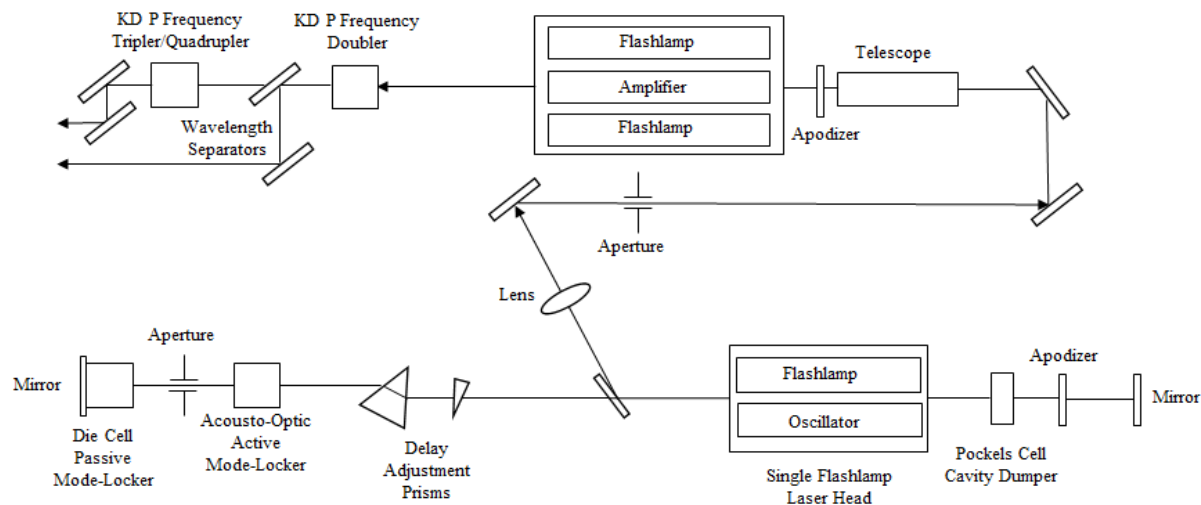 KD P Frequency
Tripler/Quadrupler
KD P Frequency
Doubler
Flashlamp
Amplifier
Flashlamp
Telescope
Apodizer
Wavelength
Separators
Aperture
Lens
Aperture
Mirror
Die Cell
Passive
Mode-Locker
Acousto-Optic
Active
Mode-Locker
Delay
Adjustment
Prisms
Flashlamp
Oscillator
Single Flashlamp
Laser Head
Apodizer
Mirror
Pockels Cell
Cavity Dumper